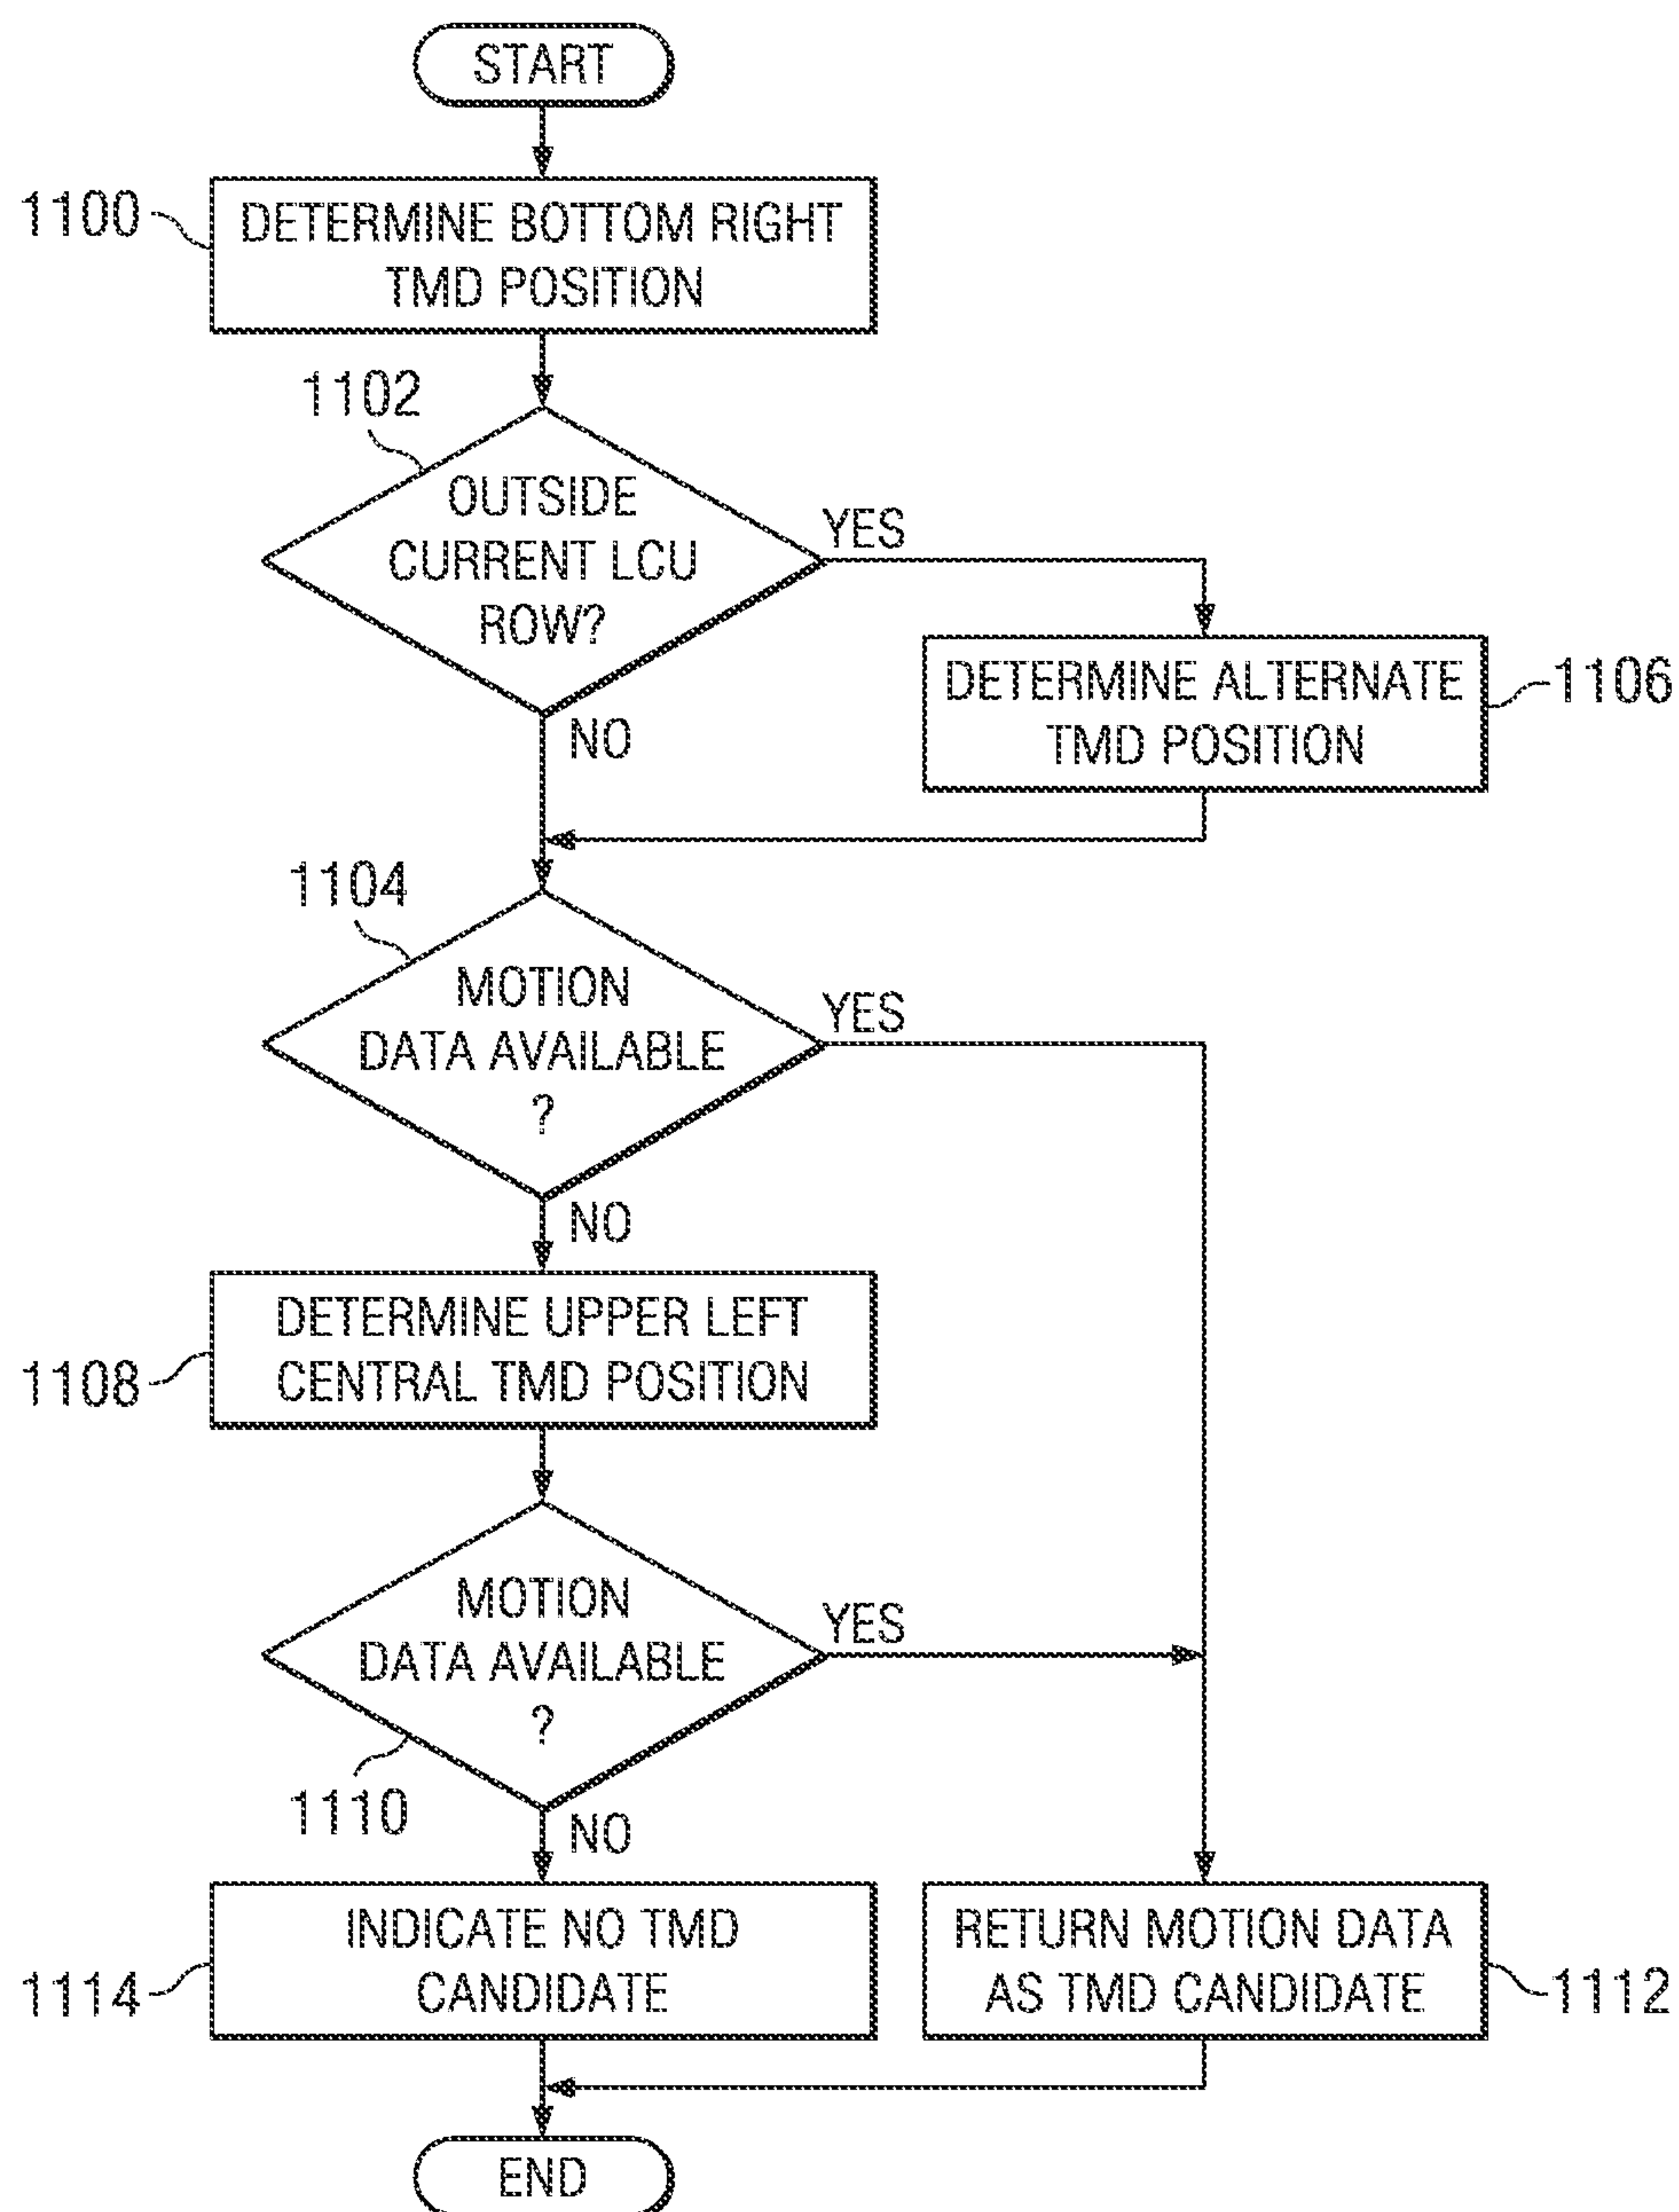 START
1100
DETERMINE BOTTOM RIGHT
TMD POSITION
1102
OUTSIDE
CURRENT LCU
ROW?
YES
NO
DETERMINE ALTERNATE
TMD POSITION
1106
1104
MOTION
DATA AVAILABLE
?
YES
NO
DETERMINE UPPER LEFT
CENTRAL TMD POSITION
1108
MOTION
DATA AVAILABLE
?
YES
1110
NO
INDICATE NO TMD
CANDIDATE
1114
RETURN MOTION DATA
AS TMD CANDIDATE
1112
END